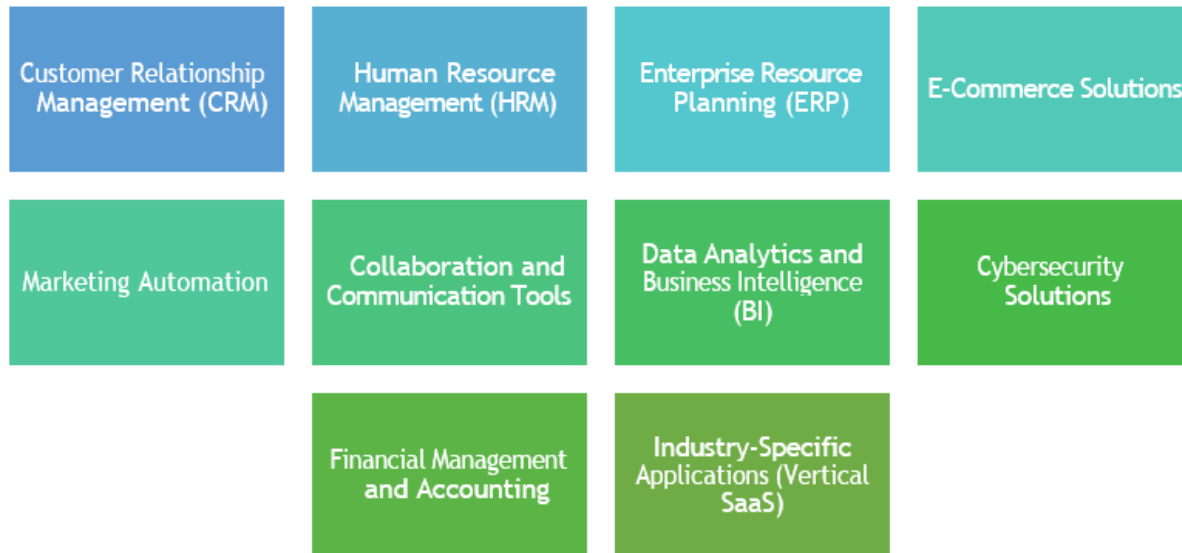 Customer Relationship
Management (CRM)
Human Resource
Management (HRM)
Enterprise Resource
Planning (ERP)
E-Commerce Solutions
Marketing Automation
Collaboration and
Communication Tools
Data Analytics and
Business Intelligence
(BI)
Cybersecurity
Solutions
Financial Management
and Accounting
Industry-Specific
Applications (Vertical
SaaS)